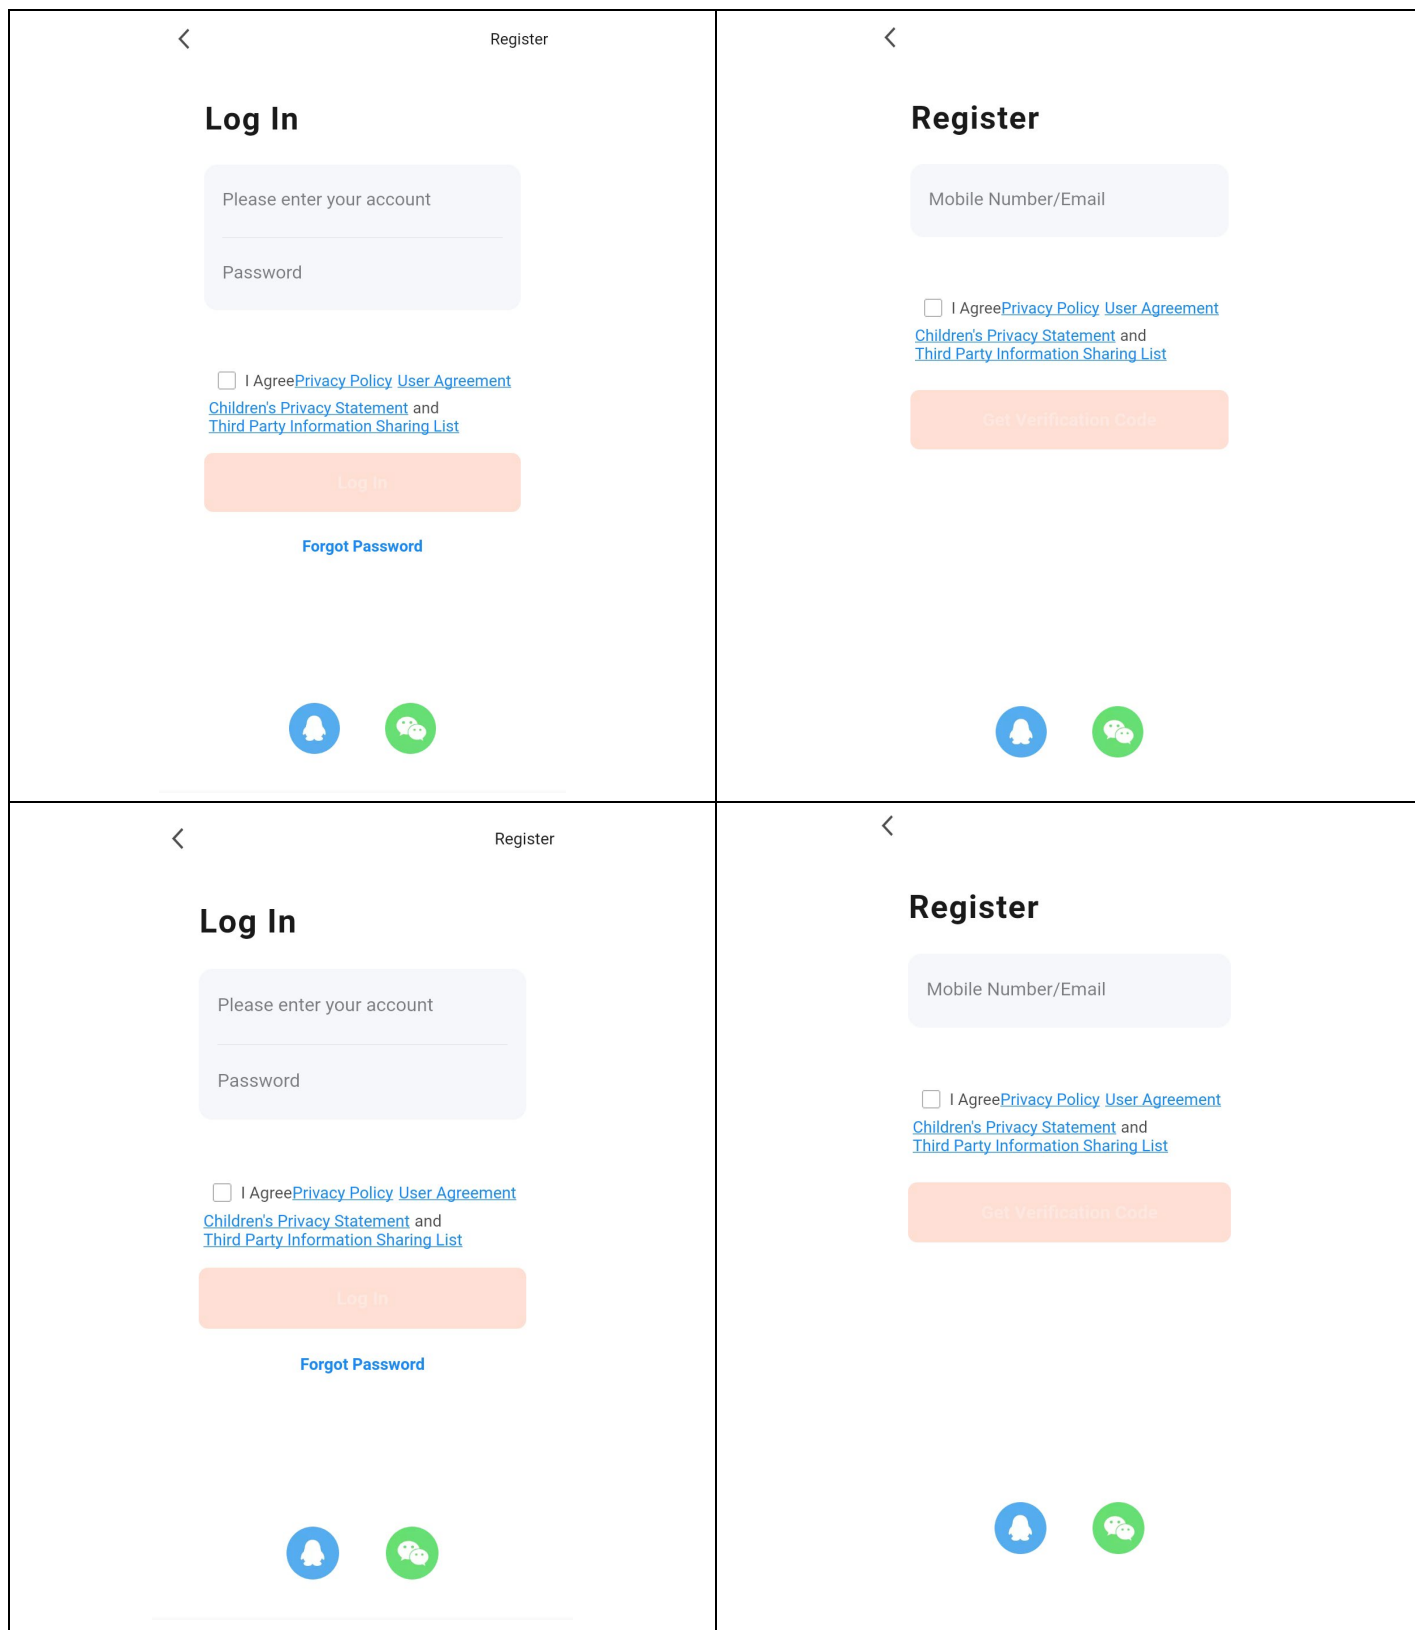 Register
Log In
Please enter your account
Password
I AgreePrivacy Policy User Agreement
Children's Privacy Statement and
Third Party Information Sharing List
Log In
Forgot Password
Register
Mobile Number/Email
I AgreePrivacy Policy User Agreement
Children's Privacy Statement and
Third Party Information Sharing List
Get Verification Code
Register
Log In
Please enter your account
Password
I AgreePrivacy Policy User Agreement
Children's Privacy Statement and
Third Party Information Sharing List
Log In
Forgot Password
Register
Mobile Number/Email
I AgreePrivacy Policy User Agreement
Children's Privacy Statement and
Third Party Information Sharing List
Get Verification Code